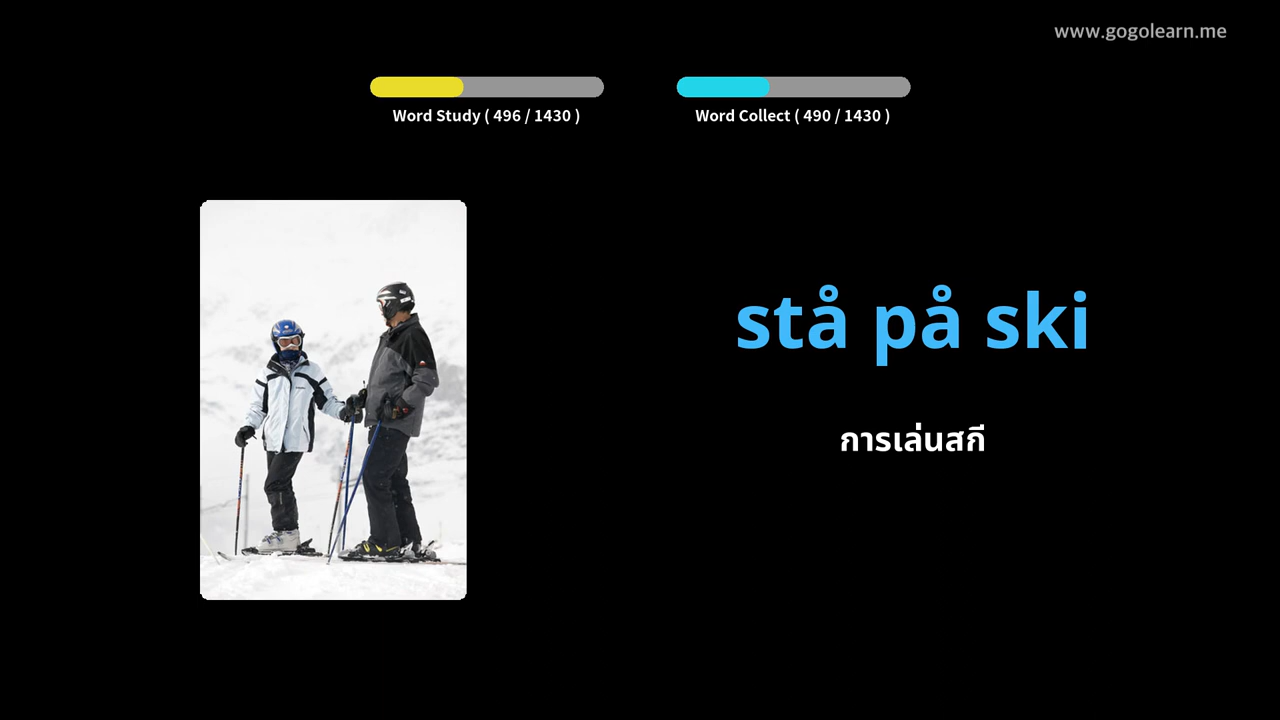 www.gogolearn.me
Word Study ( 496 / 1430 )
Word Collect ( 490 / 1430 )
stå på ski
การเล่นสกี